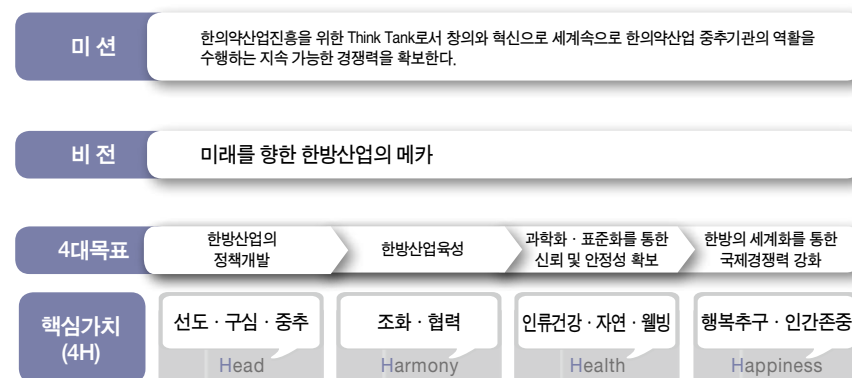 미 션
한의약산업진흥을 위한 Think Tank로서 창의와 혁신으로 세계속으로 한의약산업 중추기관의 역할을
수행하는 지속 가능한 경쟁력을 확보한다.
비 전
미래를 향한 한방산업의 메카
4대목표
한방산업의
정책개발
한방산업육성
과학화 · 표준화를 통한
신뢰 및 안정성 확보
한방의 세계화를 통한
국제경쟁력 강화
핵심가치
(4H)
선도 · 구심 · 중추
Head
조화 · 협력
Harmony
인류건강 · 자연 · 웰빙
Health
행복추구 · 인간존중
Happiness